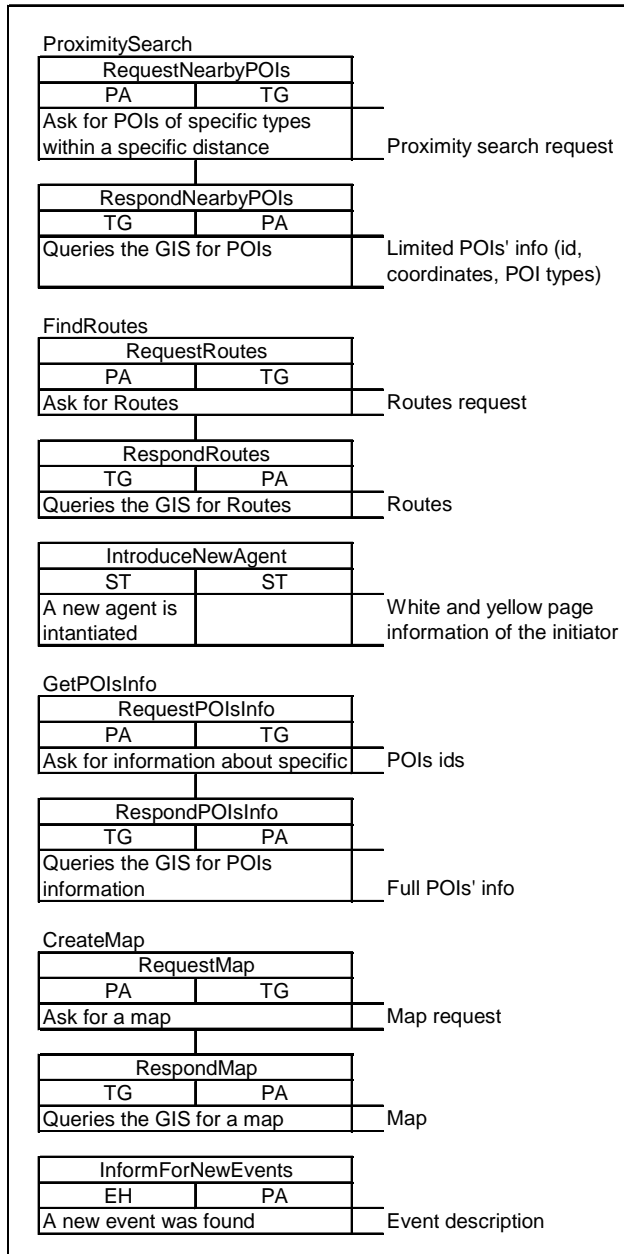 ProximitySearch
RequestNearbyPOIs
PA TG
Ask for POIs of specific types
within a specific distance Proximity search request
RespondNearbyPOIs
TG PA
Queries the GIS for POIs Limited POIs' info (id,
coordinates, POI types)
FindRoutes
RequestRoutes
PA TG
Ask for Routes Routes request
RespondRoutes
TG PA
Queries the GIS for Routes Routes
IntroduceNewAgent
ST ST
A new agent is White and yellow page
intantiated information of the initiator
GetPOIsInfo
RequestPOIsInfo
PA TG
Ask for information about specific POIs ids
RespondPOIsInfo
TG PA
Queries the GIS for POIs
information Full POIs' info
CreateMap
RequestMap
PA TG
Ask for a map Map request
RespondMap
TG PA
Queries the GIS for a map Map
InformForNewEvents
EH PA
A new event was found Event description